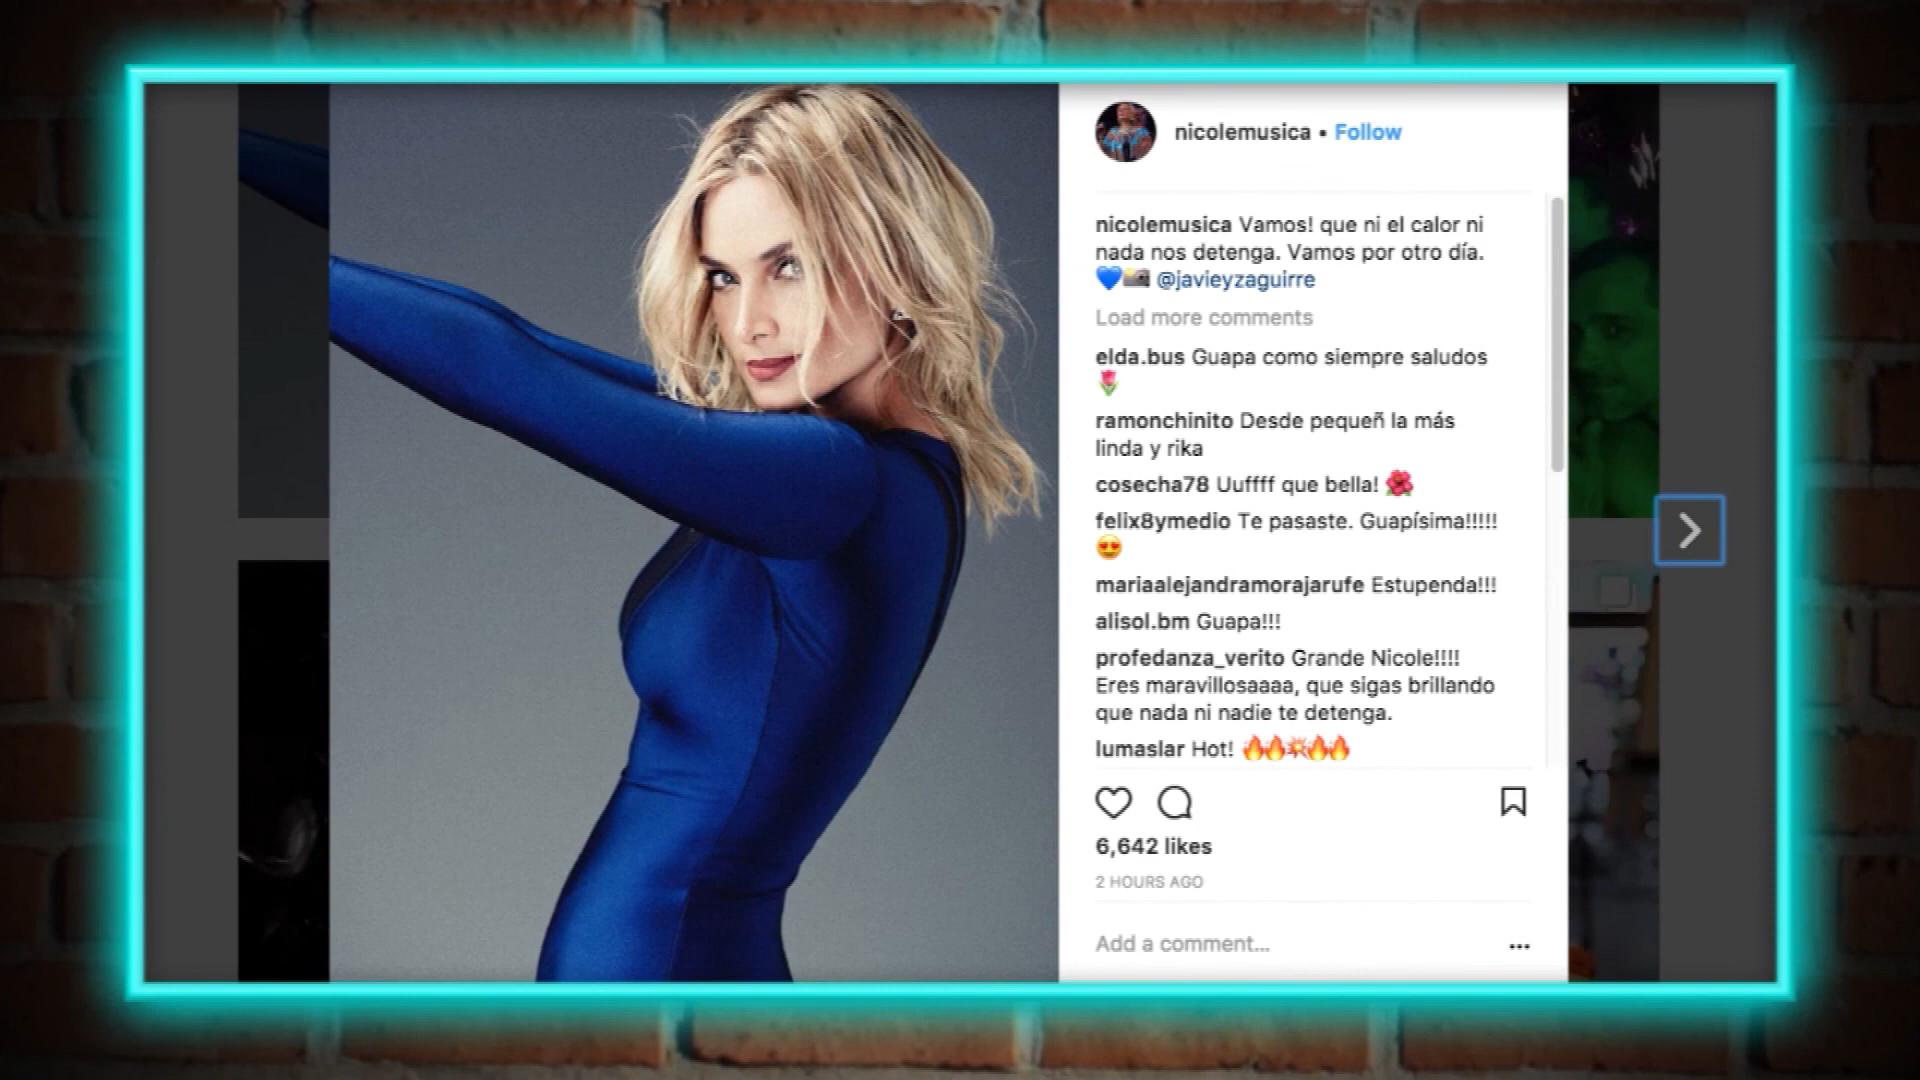 nicolemusica • Follow
nicolemusica Vamos! que ni el calor ni
nada nos detenga. Vamos por otro día.
💙📸 @javieyzaguirre
Load more comments
elda.bus Guapa como siempre saludos
🌷
ramonchinito Desde pequeñ la más
linda y rika
cosecha78 Uuffff que bella! 🌺
felix8ymedio Te pasaste. Guapísima!!!!!
😍
mariaalejandramorajarufe Estupenda!!!
alisol.bm Guapa!!!
profedanza_verito Grande Nicole!!!!
Eres maravillosaaaa, que sigas brillando
que nada ni nadie te detenga.
lumaslar Hot! 🔥🔥💥🔥🔥
6,642 likes
2 HOURS AGO
Add a comment...